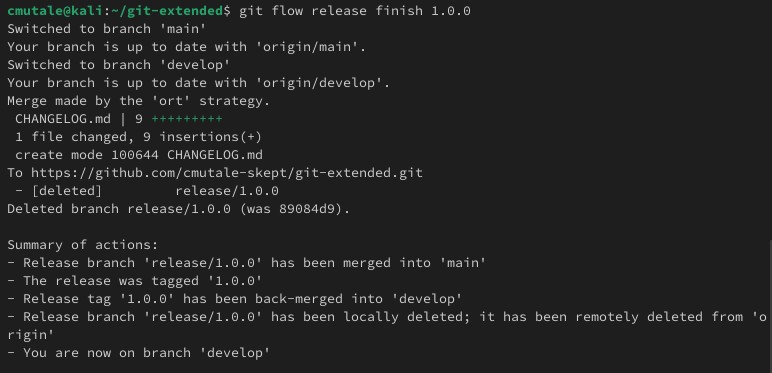 cmutale@kali:~/git-extended$ git flow release finish 1.0.0
Switched to branch 'main'
Your branch is up to date with 'origin/main'.
Switched to branch 'develop'
Your branch is up to date with 'origin/develop'.
Merge made by the 'ort' strategy.
 CHANGELOG.md | 9 +++++++++
 1 file changed, 9 insertions(+)
 create mode 100644 CHANGELOG.md
To https://github.com/cmutale-skept/git-extended.git
 - [deleted]         release/1.0.0
Deleted branch release/1.0.0 (was 89084d9).

Summary of actions:
- Release branch 'release/1.0.0' has been merged into 'main'
- The release was tagged '1.0.0'
- Release tag '1.0.0' has been back-merged into 'develop'
- Release branch 'release/1.0.0' has been locally deleted; it has been remotely deleted from 'o
rigin'
- You are now on branch 'develop'